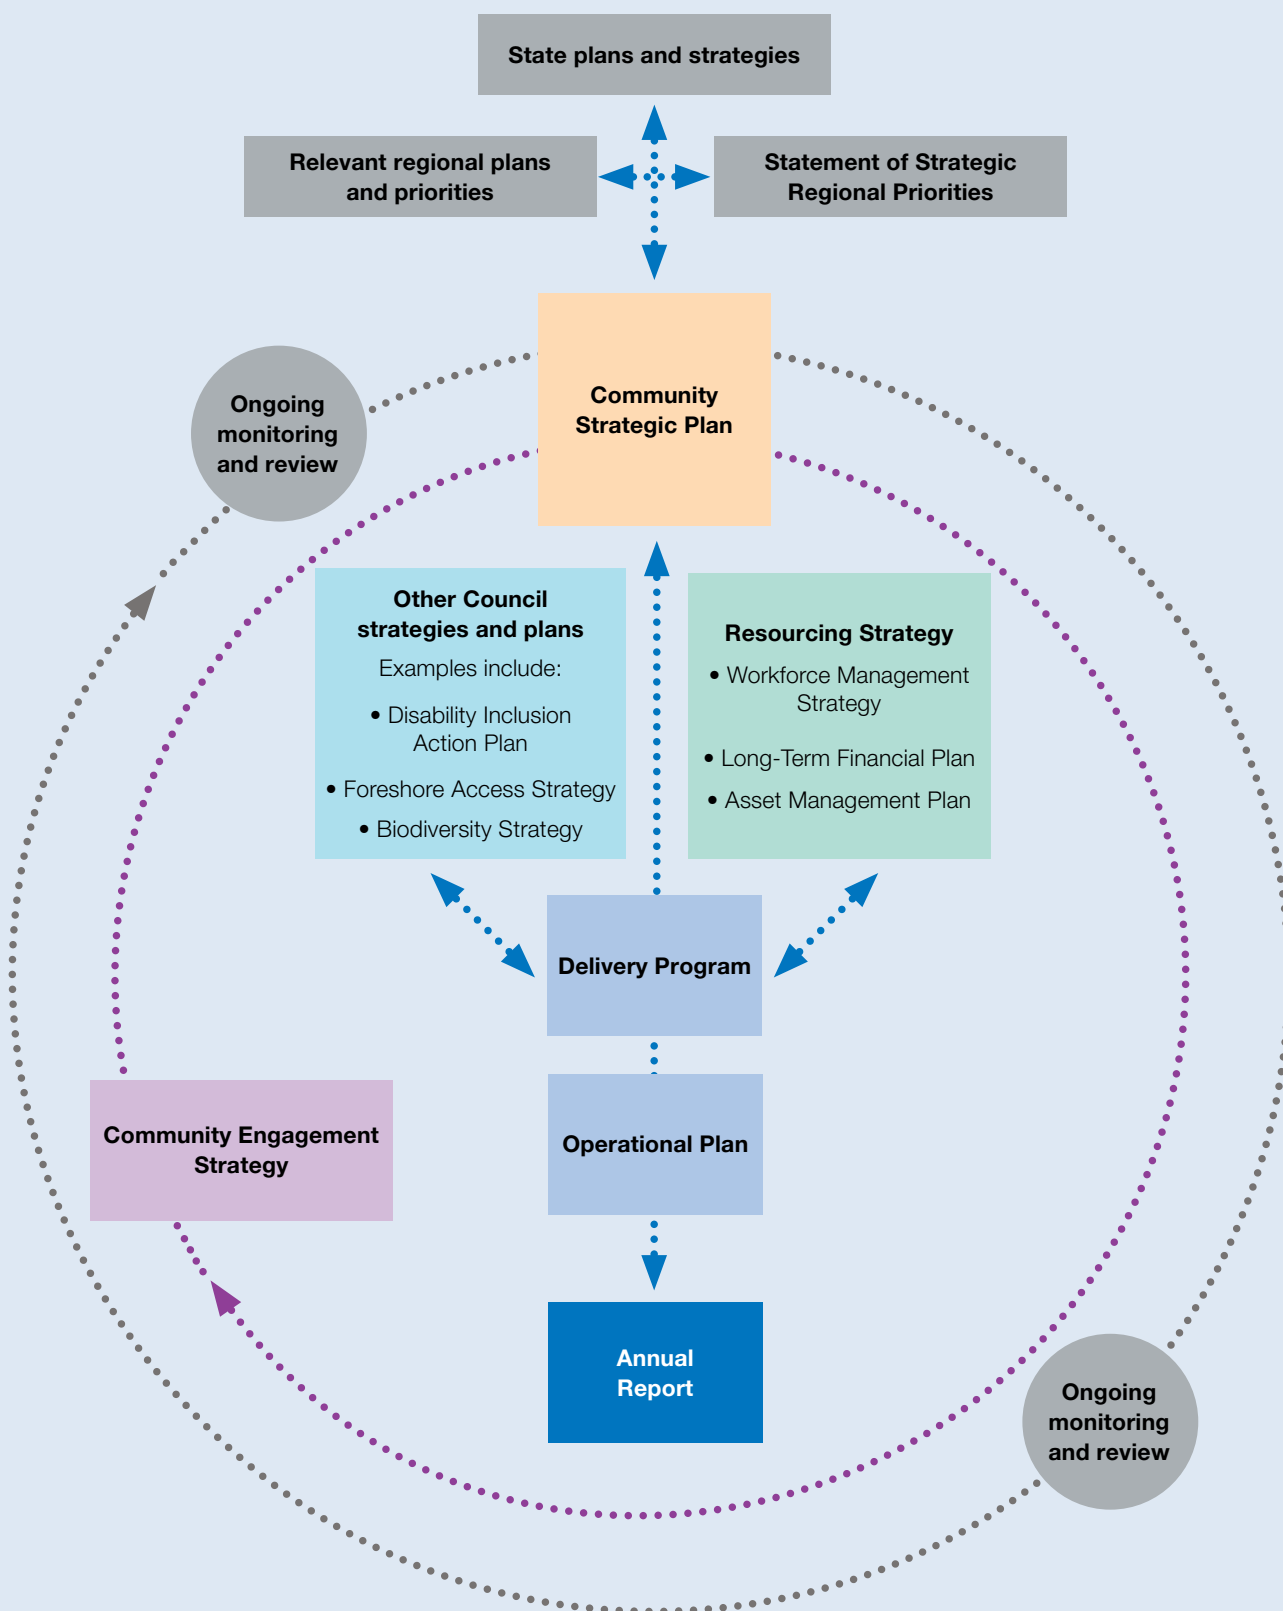 State plans and strategies
Relevant regional plans
and priorities
Statement of Strategic
Regional Priorities
Community
Strategic Plan
Ongoing
monitoring
and review
Other Council
strategies and plans
Examples include:
• Disability Inclusion
Action Plan
• Foreshore Access Strategy
• Biodiversity Strategy
Resourcing Strategy
• Workforce Management
Strategy
• Long-Term Financial Plan
• Asset Management Plan
Delivery Program
Community Engagement
Strategy
Operational Plan
Annual
Report
Ongoing
monitoring
and review